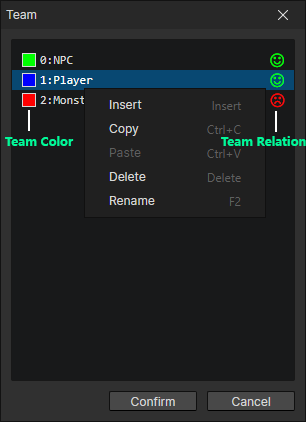 Team
0:NPC
1:Player
2:Monst
Team Color
Team Relation
Insert Insert
Copy Ctrl+C
Paste Ctrl+V
Delete Delete
Rename F2
Confirm Cancel